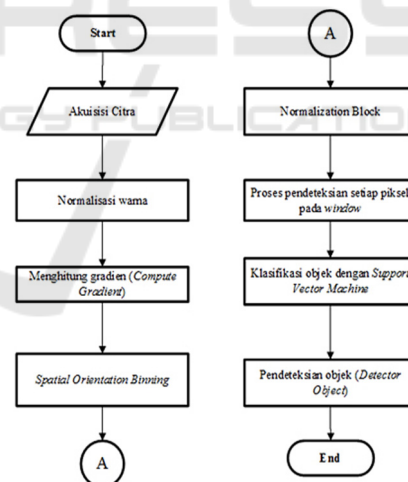 Start
Akuisisi Citra
Normalisasi warna
Menghitung gradien (Compute
Gradient)
Spatial Orientation Binning
A
A
Normalization Block
Proses pendeteksian setiap piksel
pada window
Klasifikasi objek dengan Support
Vector Machine
Pendeteksian objek (Detector
Object)
End